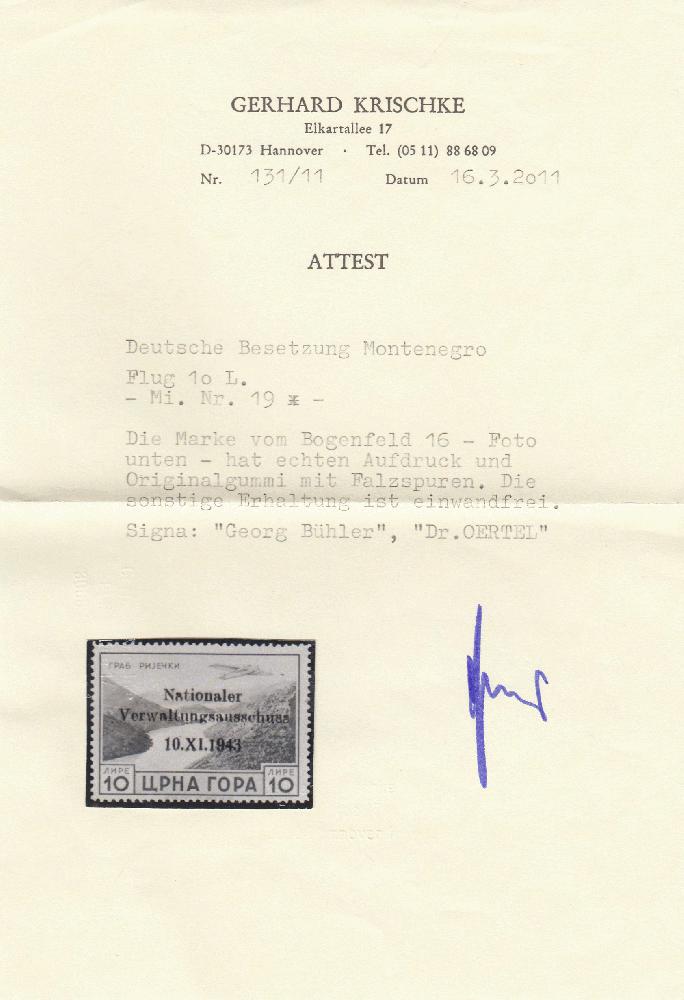 GERHARD KRISCHKE
Elkartallee 17
D-30173 Hannover · Tel. (05 11) 88 68 09
Nr. 131/11 Datum 16.3.2o11
ATTEST
Deutsche Besetzung Montenegro
Flug 1o L.
- Mi. Nr. 19 * -
Die Marke vom Bogenfeld 16 - Foto
unten - hat echten Aufdruck und
Originalgummi mit Falzspuren. Die
sonstige Erhaltung ist einwandfrei.
Signa: "Georg Bühler", "Dr.OERTEL"
ГРАБ РИЈЕЧКИ
Nationaler
Verwaltungsausschuss
10.XI.1943
ЛИРЕ ЛИРЕ
10 ЦРНА ГОРА 10